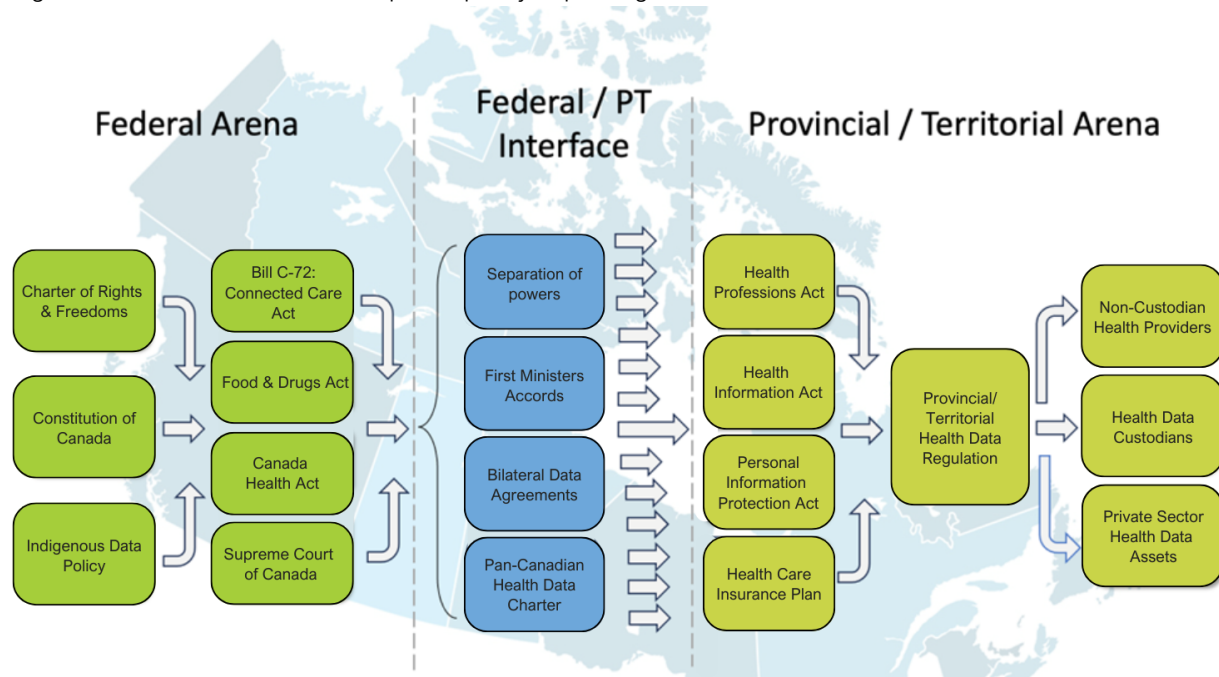 Federal Arena
Federal / PT
Interface
Provincial / Territorial Arena
Charter of Rights
& Freedoms
Constitution of
Canada
Indigenous Data
Policy
Bill C-72:
Connected Care
Act
Food & Drugs Act
Canada
Health Act
Supreme Court
of Canada
Separation of
powers
First Ministers
Accords
Bilateral Data
Agreements
Pan-Canadian
Health Data
Charter
Health
Professions Act
Health
Information Act
Personal
Information
Protection Act
Health Care
Insurance Plan
Provincial/
Territorial
Health Data
Regulation
Non-Custodian
Health Providers
Health Data
Custodians
Private Sector
Health Data
Assets